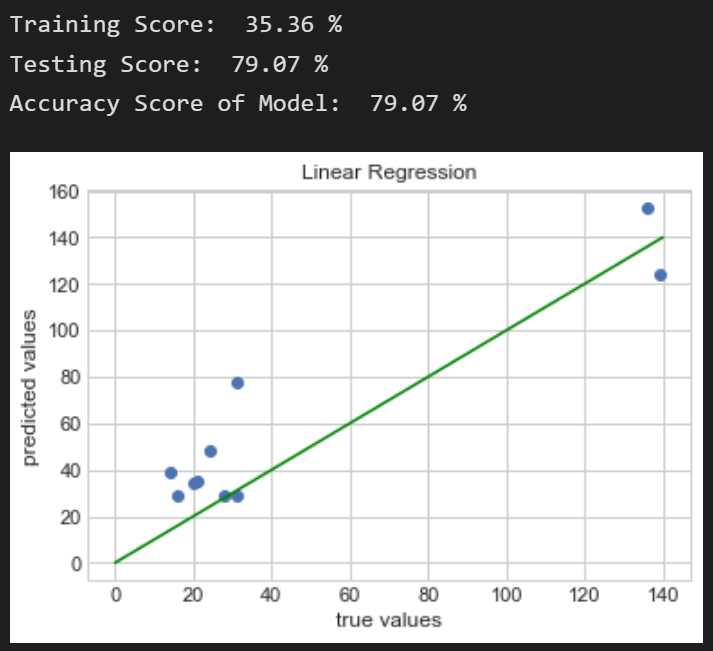 Training Score: 35.36 %
Testing Score: 79.07 %
Accuracy Score of Model: 79.07 %
Linear Regression
160
140
120
100
80
60
40
20
0
predicted values
0 20 40 60 80 100 120 140
true values